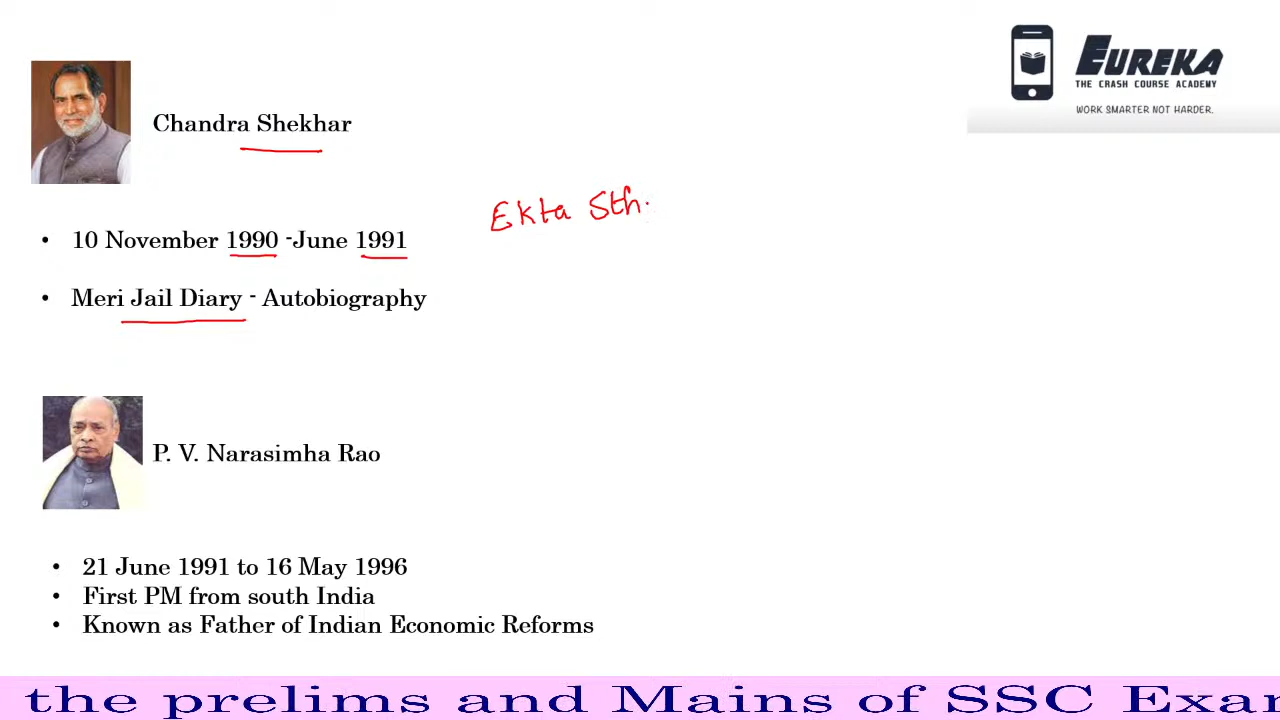 EUREKA
THE CRASH COURSE ACADEMY
WORK SMARTER NOT HARDER.
Chandra Shekhar
Ekta Sth.
• 10 November 1990 -June 1991
• Meri Jail Diary - Autobiography
P. V. Narasimha Rao
• 21 June 1991 to 16 May 1996
• First PM from south India
• Known as Father of Indian Economic Reforms
the prelims and Mains of SSC Exar